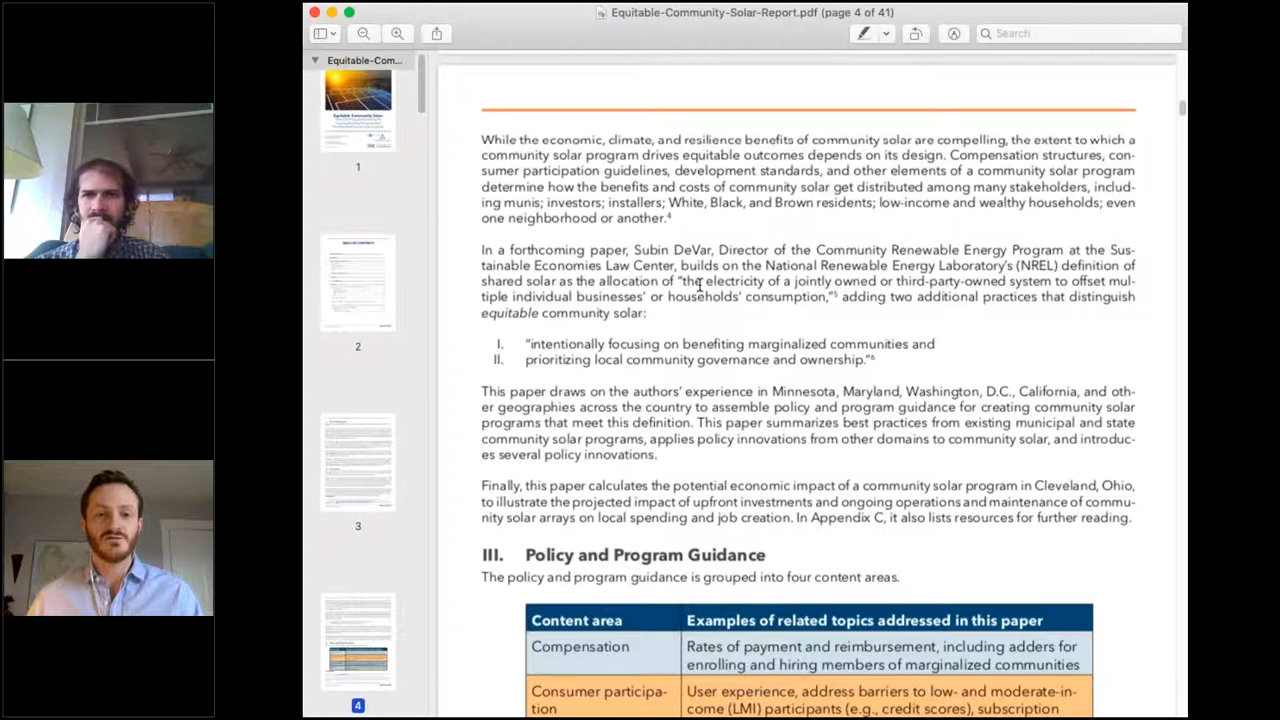 Equitable-Community-Solar-Report.pdf (page 4 of 41)
Search
Equitable-Com...
Equitable Community Solar
1
2
3
4
While the economic, climate, and resilience benefits of community solar are compelling, the extent to which a
community solar program drives equitable outcomes depends on its design. Compensation structures, con-
sumer participation guidelines, development standards, and other elements of a community solar program
determine how the benefits and costs of community solar get distributed among many stakeholders, includ-
ing munis; investors; installers; White, Black, and Brown residents; low-income and wealthy households; even
one neighborhood or another.4
In a forthcoming paper, Subin DeVar, Director of the Community Renewable Energy Program at the Sus-
tainable Economies Law Center, builds on the National Renewable Energy Laboratory's (NREL) definition of
shared solar as the allocation of "the electricity of a jointly owned or third-party-owned system to offset mul-
tiple individual businesses' or households' consumption,"5 adding two additional practices that distinguish
equitable community solar:
I. "intentionally focusing on benefiting marginalized communities and
II. prioritizing local community governance and ownership."6
This paper draws on the authors' experience in Minnesota, Maryland, Washington, D.C., California, and oth-
er geographies across the country to assemble policy and program guidance for creating community solar
programs that meet this definition. This paper summarizes best practices from existing municipal and state
community solar programs, applies policy innovations from other domains to community solar, and introduc-
es several policy innovations.
Finally, this paper calculates the potential economic impact of a community solar program in Cleveland, Ohio,
to illustrate the projected impact of upfront investments and ongoing operations and maintenance of commu-
nity solar arrays on local spending and job creation. In Appendix C, it also lists resources for further reading.
III. Policy and Program Guidance
The policy and program guidance is grouped into four content areas.
Content area Examples of related topics addressed in this paper
Compensation Rates of payment and reimbursement, including adders for
enrolling and hiring members of marginalized communities
Consumer participa- User experience, address barriers to low- and moderate-in-
tion come (LMI) participants (e.g., credit scores), subscription